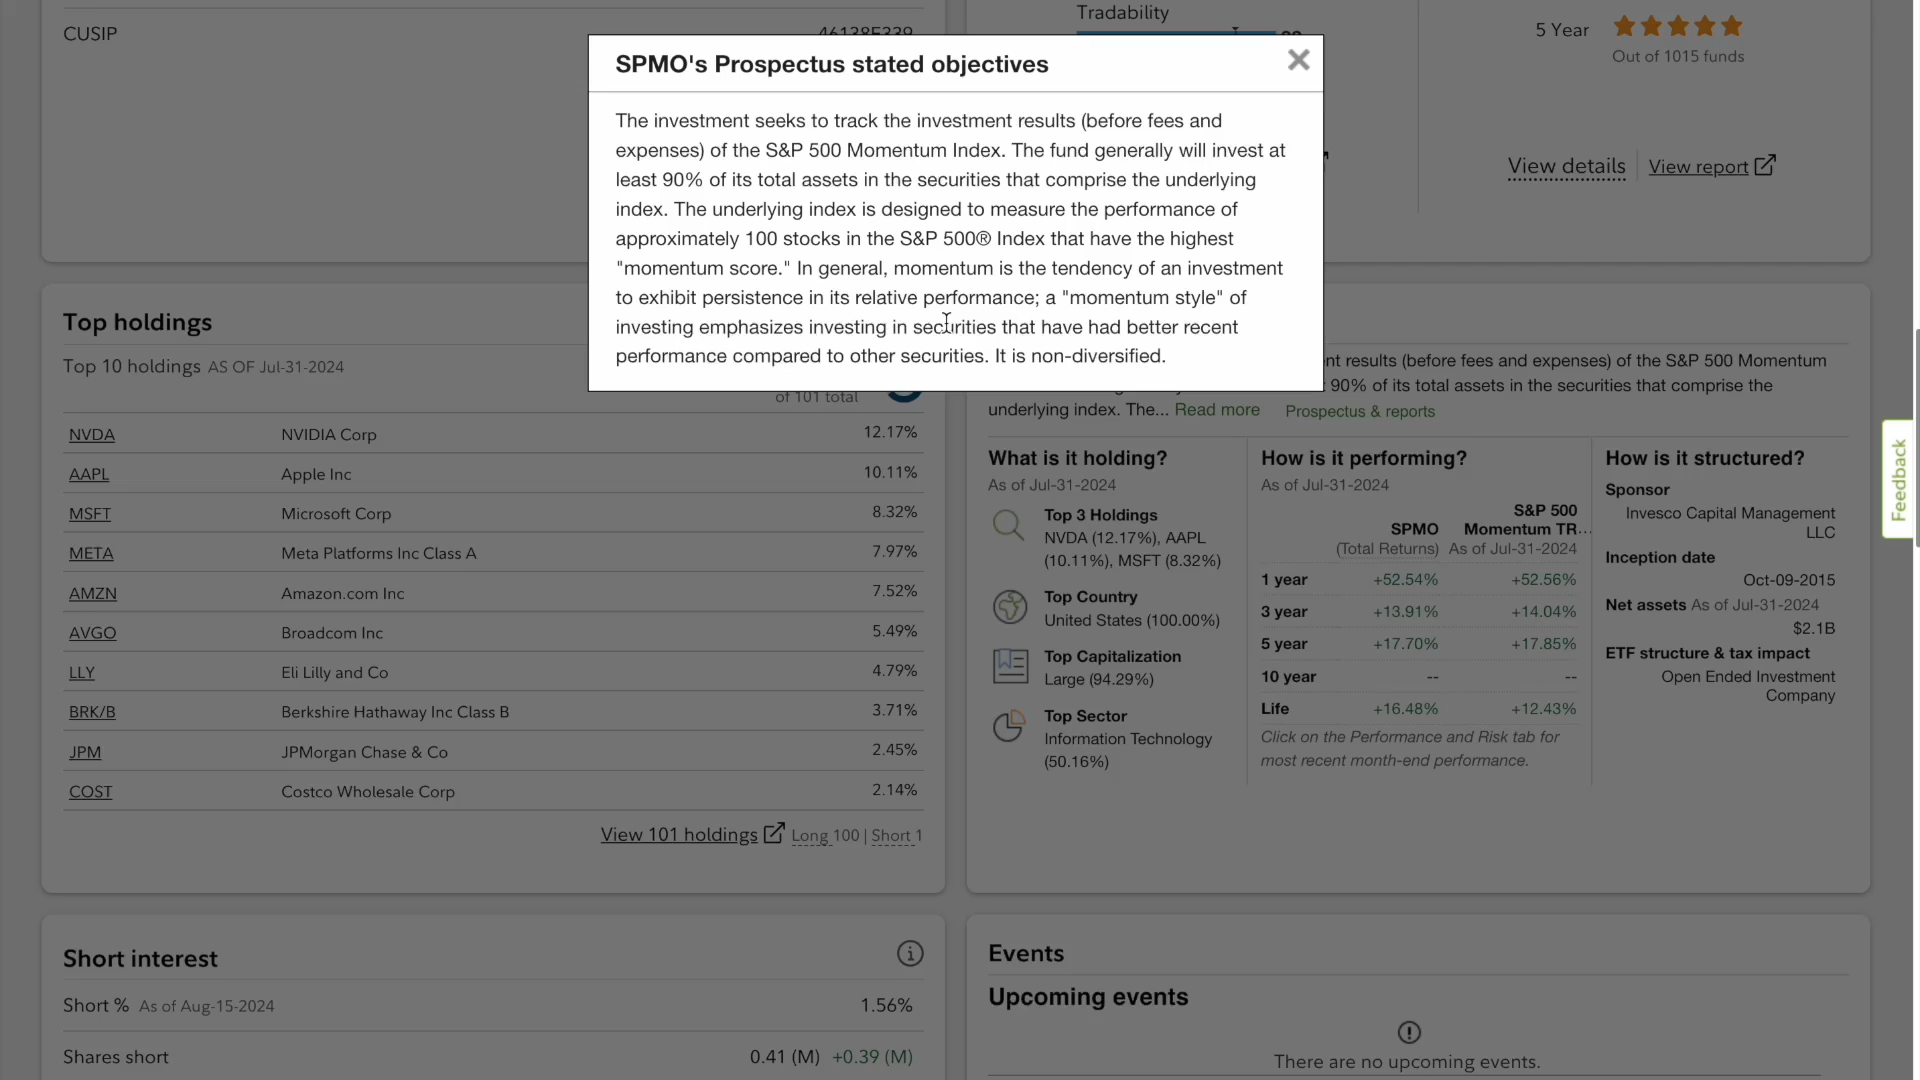 CUSIP
Tradability
5 Year
Out of 1015 funds
View details
View report
SPMO's Prospectus stated objectives
The investment seeks to track the investment results (before fees and
expenses) of the S&P 500 Momentum Index. The fund generally will invest at
least 90% of its total assets in the securities that comprise the underlying
index. The underlying index is designed to measure the performance of
approximately 100 stocks in the S&P 500® Index that have the highest
"momentum score." In general, momentum is the tendency of an investment
to exhibit persistence in its relative performance; a "momentum style" of
investing emphasizes investing in securities that have had better recent
performance compared to other securities. It is non-diversified.
Top holdings
Top 10 holdings AS OF Jul-31-2024
of 101 total
NVDA NVIDIA Corp 12.17%
AAPL Apple Inc 10.11%
MSFT Microsoft Corp 8.32%
META Meta Platforms Inc Class A 7.97%
AMZN Amazon.com Inc 7.52%
AVGO Broadcom Inc 5.49%
LLY Eli Lilly and Co 4.79%
BRK/B Berkshire Hathaway Inc Class B 3.71%
JPM JPMorgan Chase & Co 2.45%
COST Costco Wholesale Corp 2.14%
View 101 holdings Long 100 | Short 1
results (before fees and expenses) of the S&P 500 Momentum
90% of its total assets in the securities that comprise the
underlying index. The... Read more Prospectus & reports
What is it holding?
As of Jul-31-2024
Top 3 Holdings
NVDA (12.17%), AAPL
(10.11%), MSFT (8.32%)
Top Country
United States (100.00%)
Top Capitalization
Large (94.29%)
Top Sector
Information Technology
(50.16%)
How is it performing?
As of Jul-31-2024
SPMO
(Total Returns)
S&P 500
Momentum TR...
As of Jul-31-2024
1 year +52.54% +52.56%
3 year +13.91% +14.04%
5 year +17.70% +17.85%
10 year -- --
Life +16.48% +12.43%
Click on the Performance and Risk tab for
most recent month-end performance.
How is it structured?
Sponsor
Invesco Capital Management
LLC
Inception date
Oct-09-2015
Net assets As of Jul-31-2024
$2.1B
ETF structure & tax impact
Open Ended Investment
Company
Feedback
Short interest
Short % As of Aug-15-2024 1.56%
Shares short 0.41 (M) +0.39 (M)
Events
Upcoming events
There are no upcoming events.